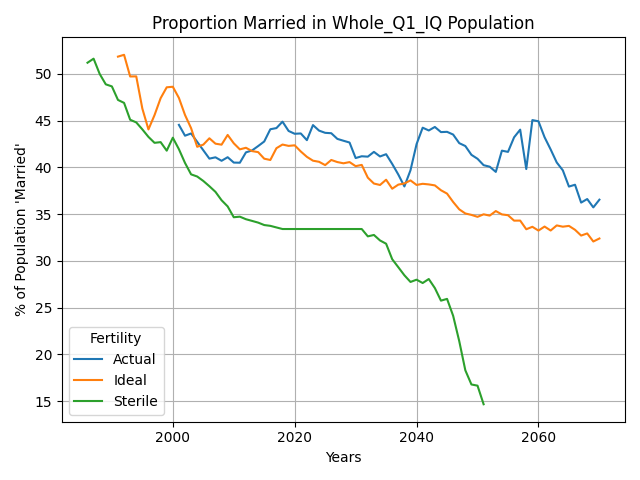 Proportion Married in Whole_Q1_IQ Population
% of Population 'Married'
50
45
40
35
30
25
20
15
Fertility
Actual
Ideal
Sterile
2000 2020 2040 2060
Years